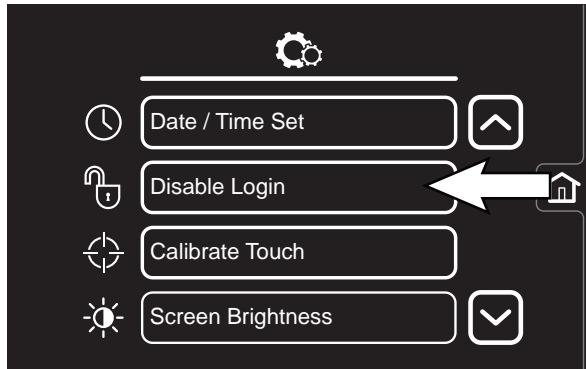 Date / Time Set
Disable Login
Calibrate Touch
Screen Brightness